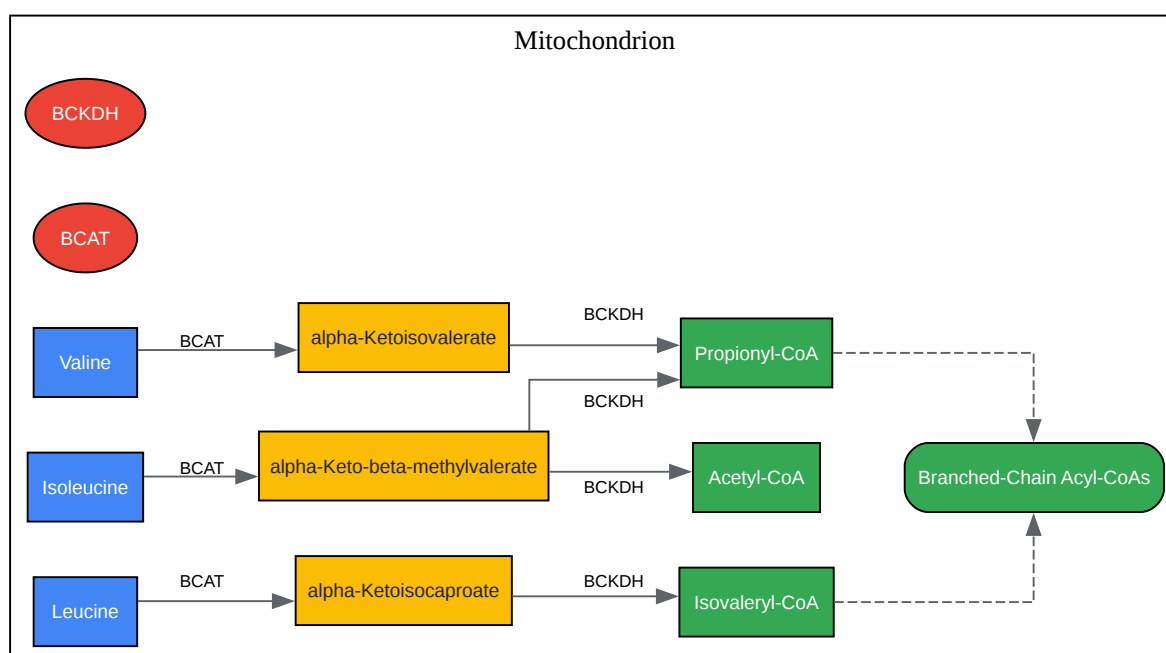 Mitochondrion
BCKDH
BCAT
Valine
BCAT
alpha-Ketoisovalerate
BCKDH
Propionyl-CoA
BCKDH
Isoleucine
BCAT
alpha-Keto-beta-methylvalerate
BCKDH
Acetyl-CoA
Branched-Chain Acyl-CoAs
Leucine
BCAT
alpha-Ketoisocaproate
BCKDH
Isovaleryl-CoA